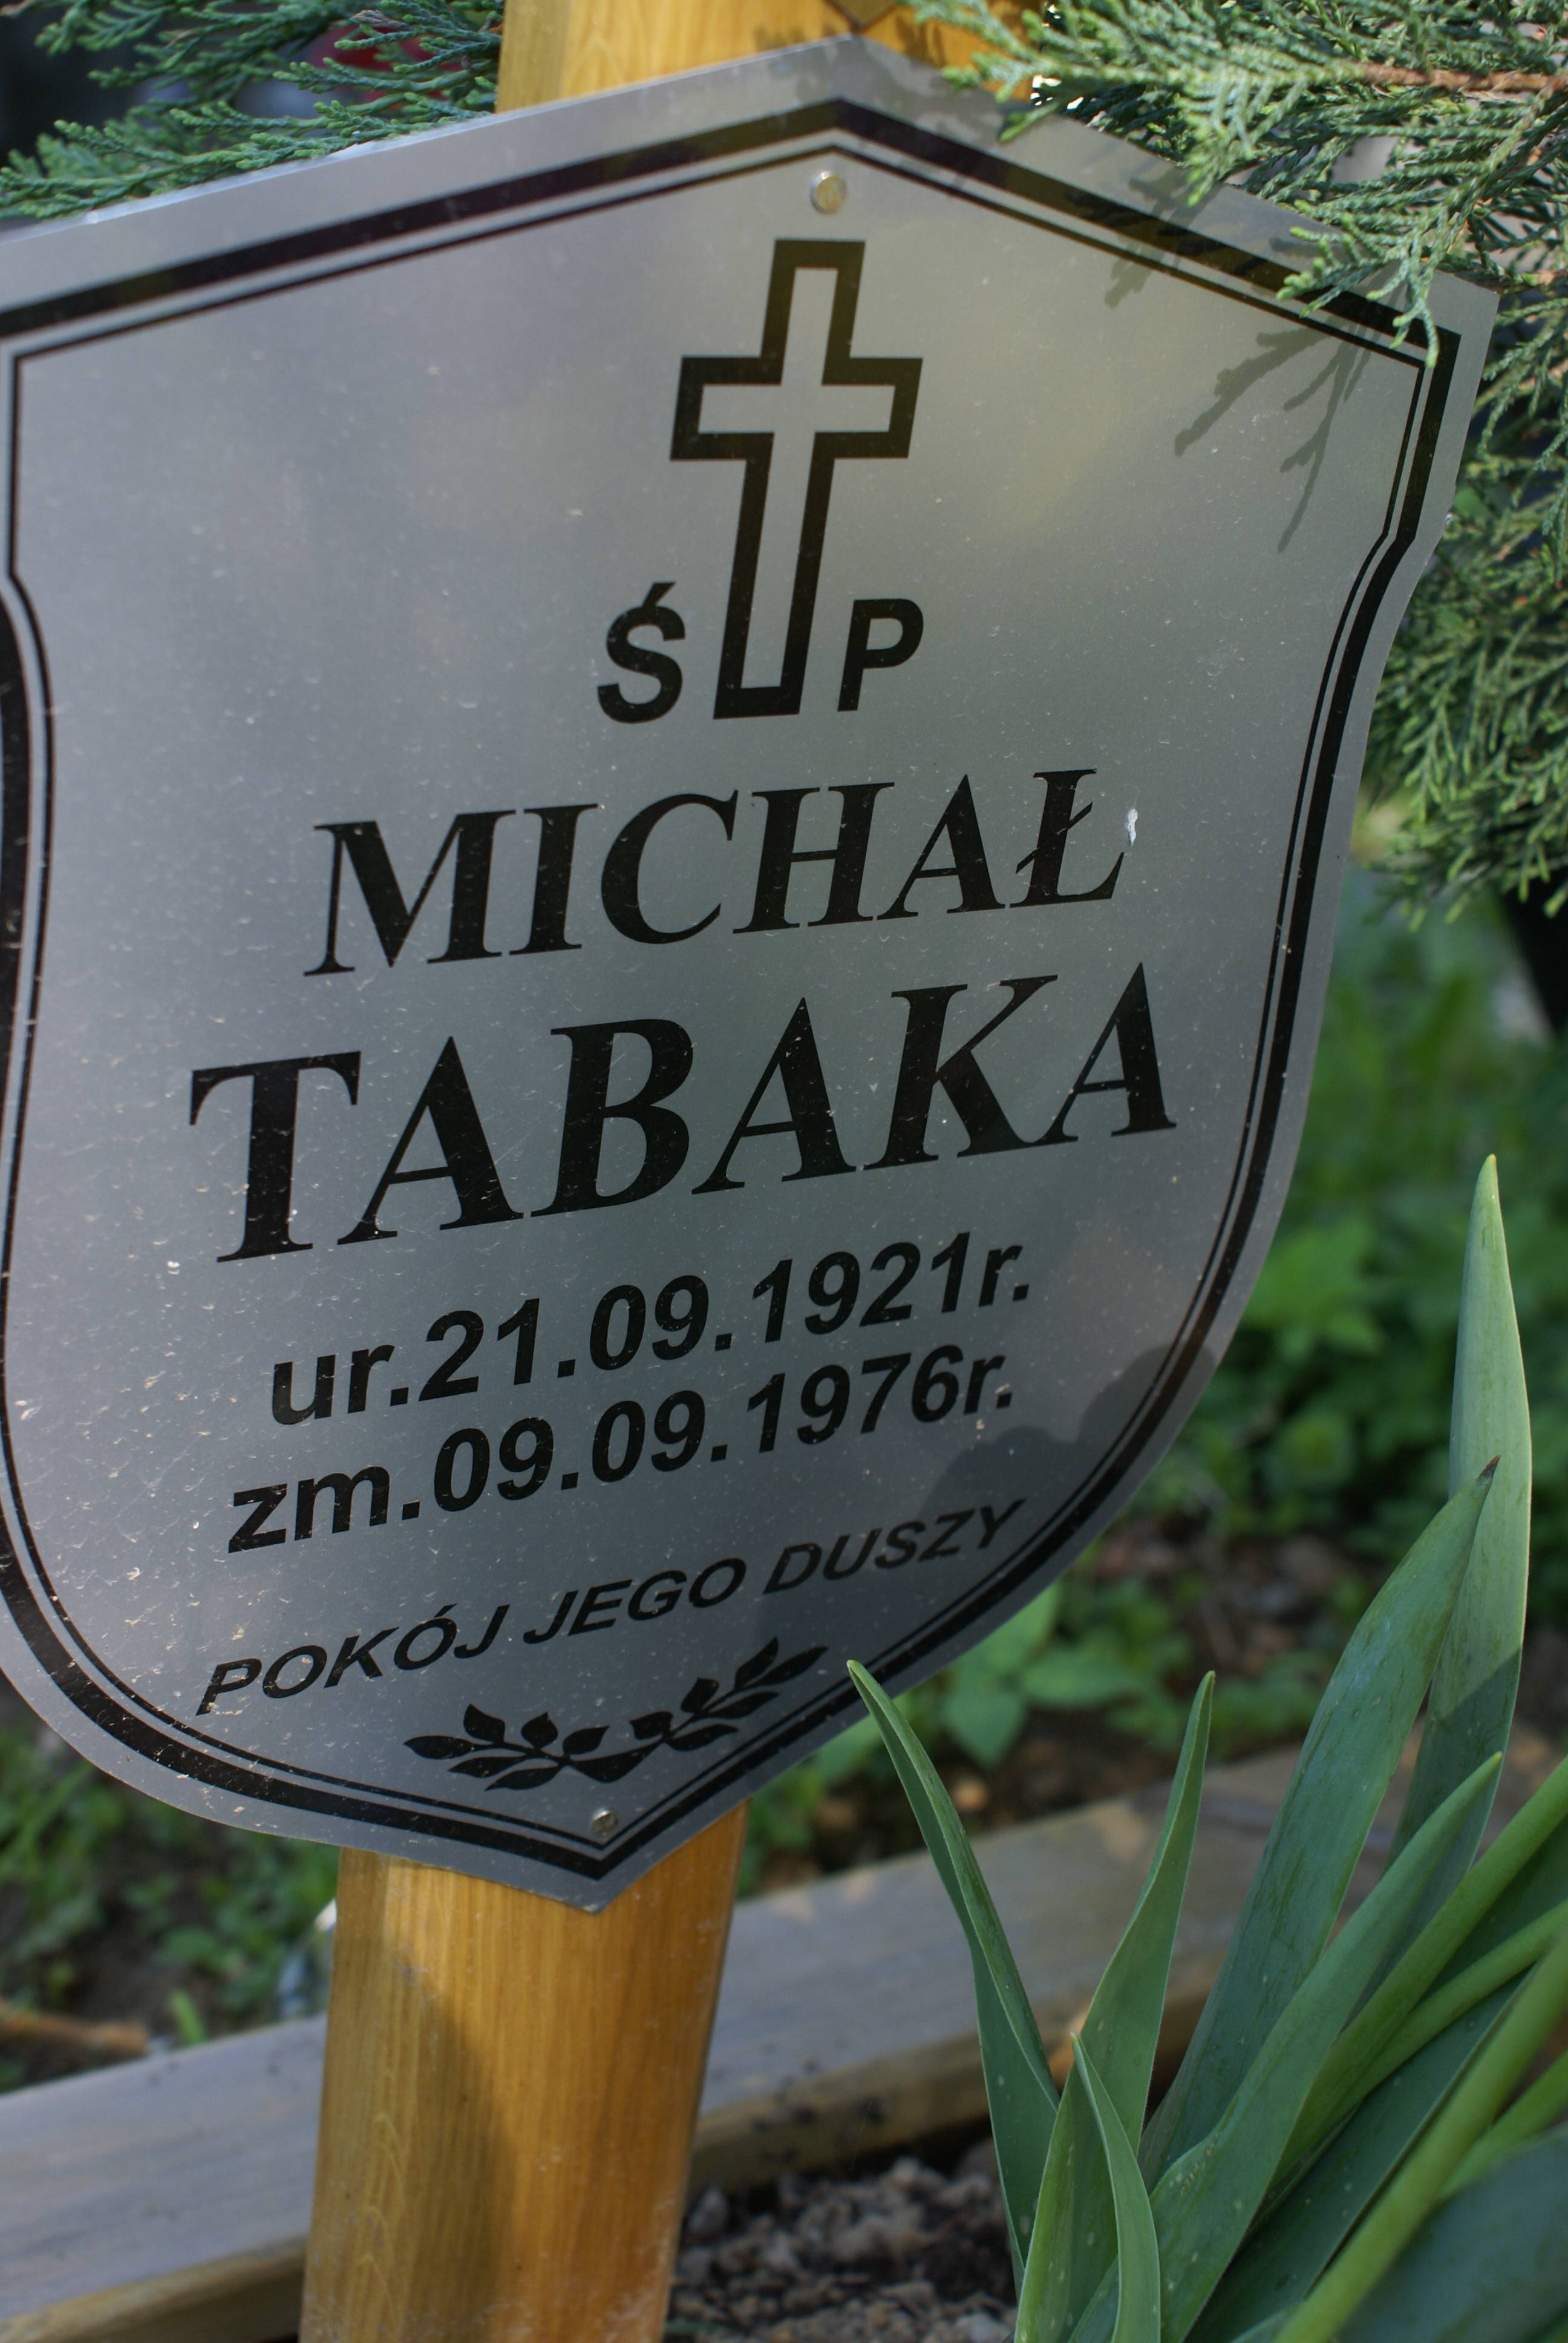 Ś P
MICHAŁ
TABAKA
ur.21.09.1921r.
zm.09.09.1976r.
POKÓJ JEGO DUSZY